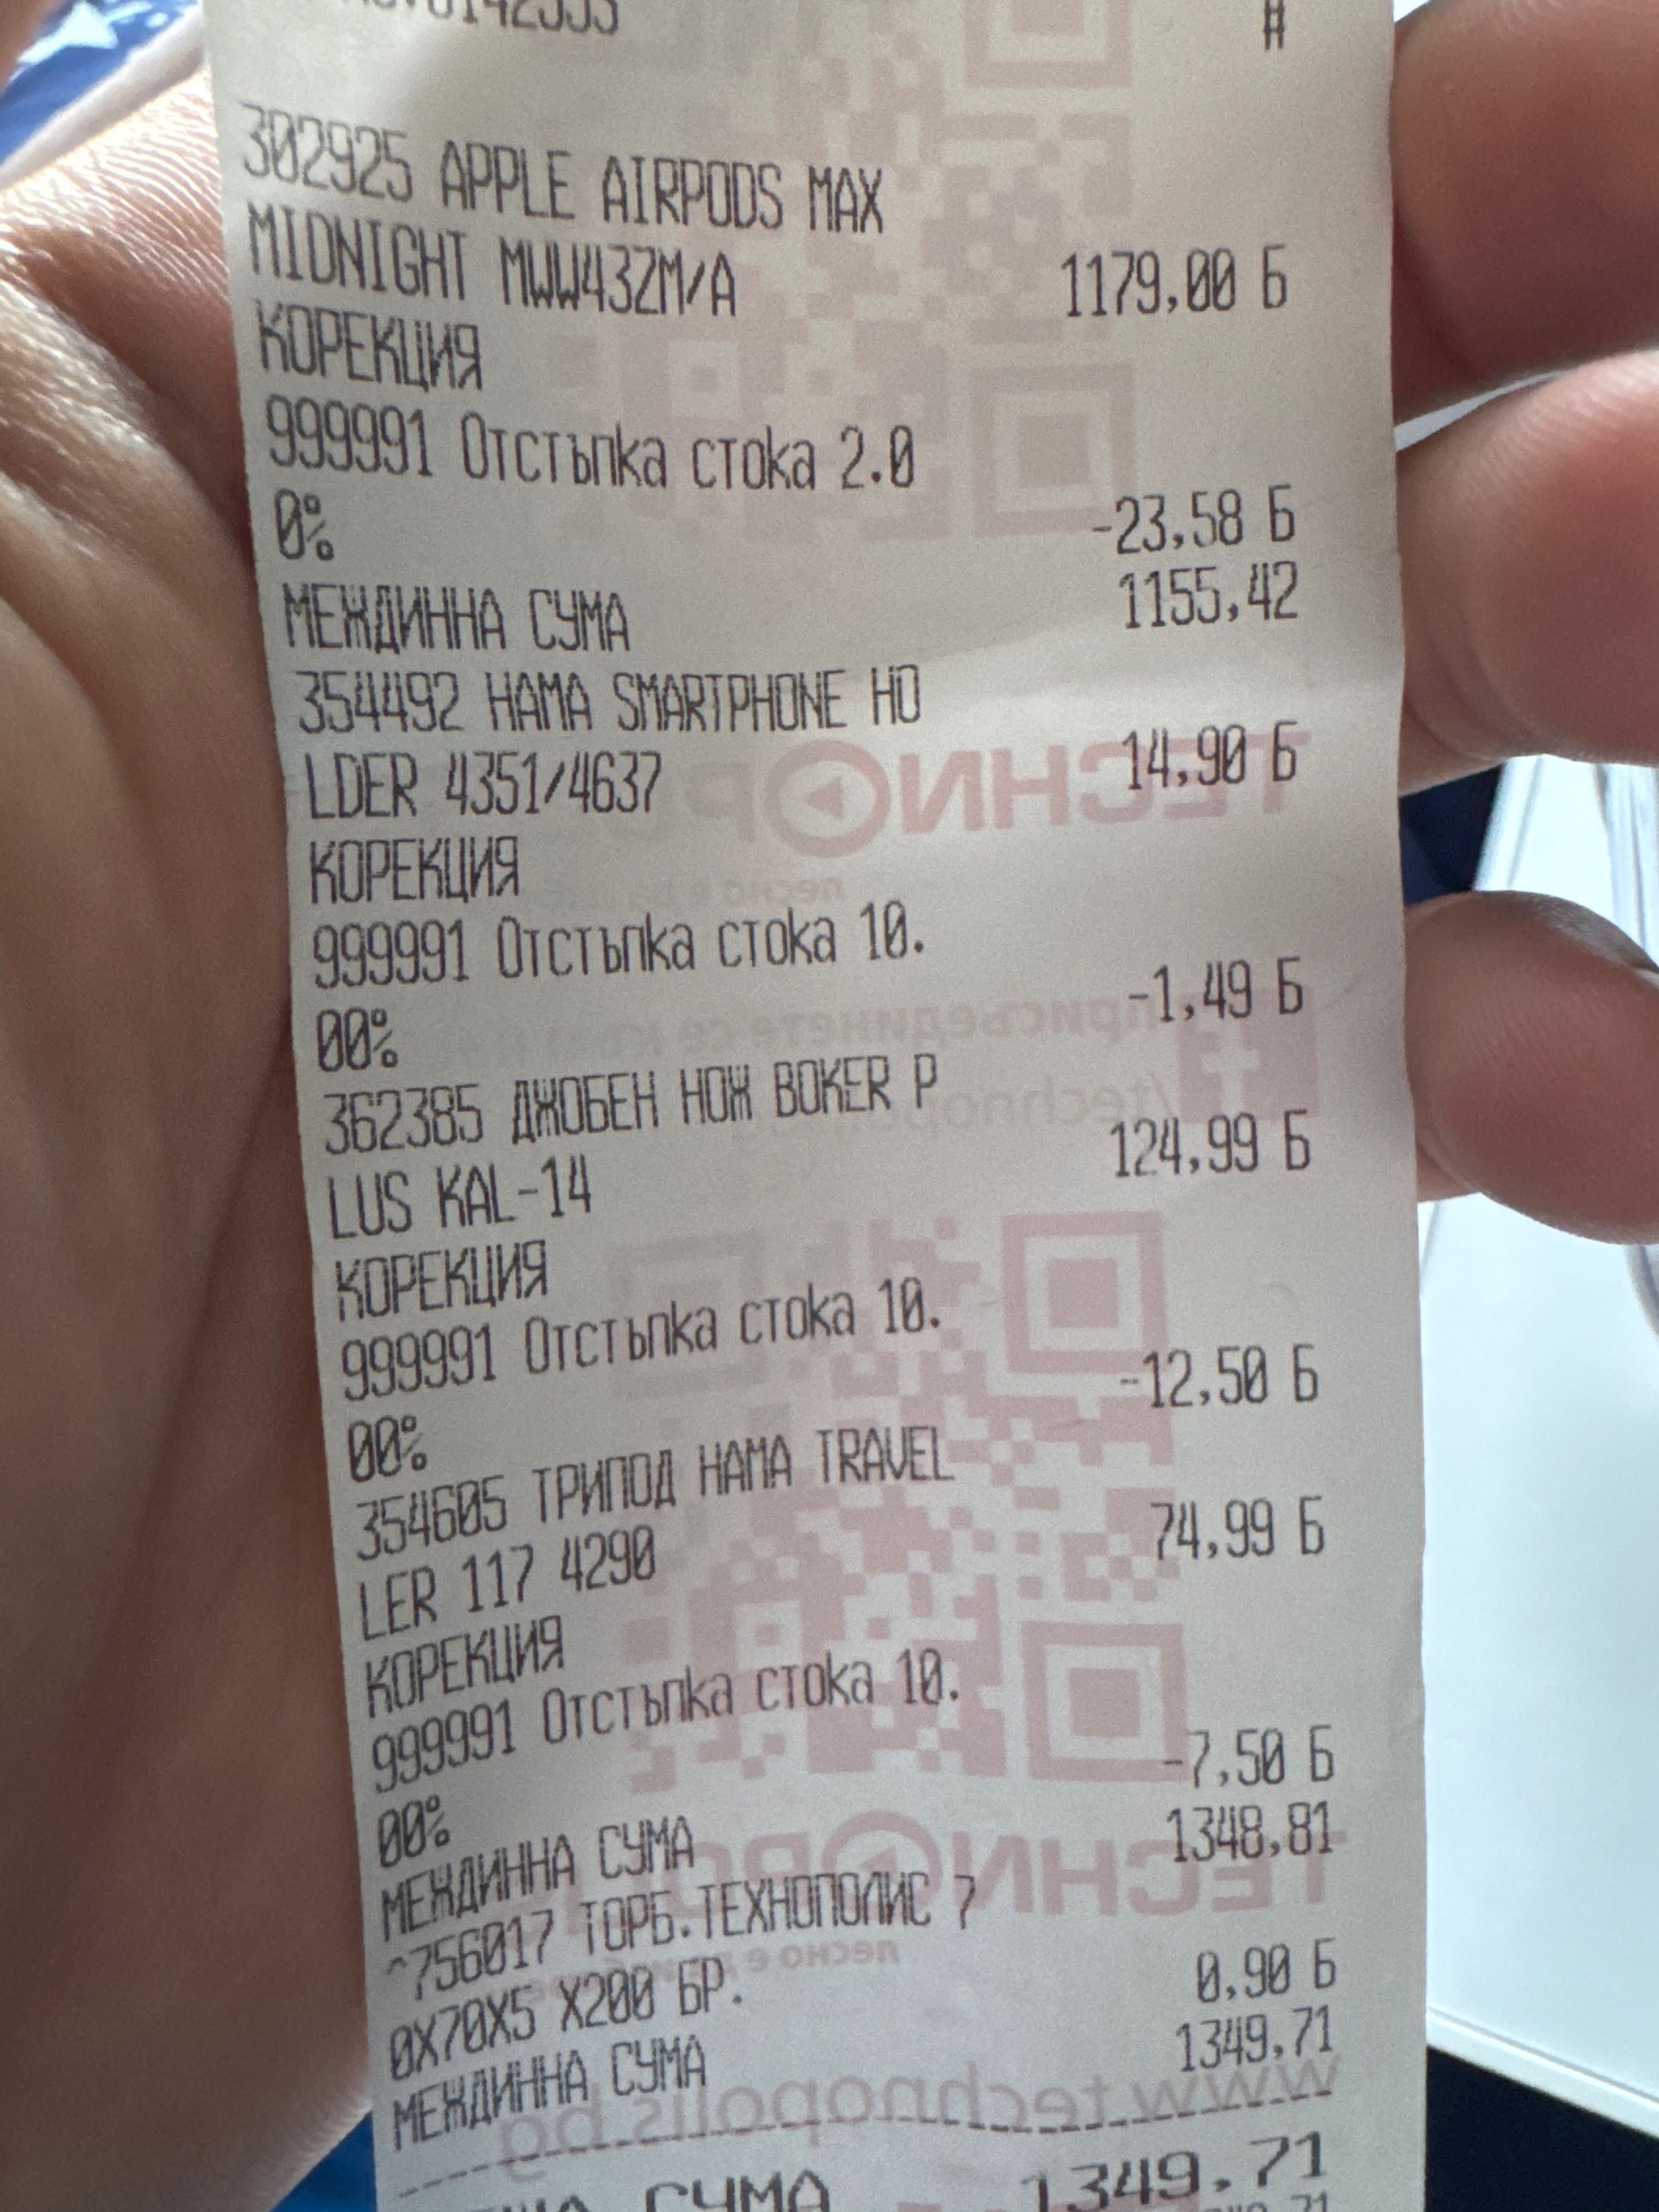 302925 APPLE AIRPODS MAX
MIDNIGHT MWW43ZM/A 1179,00 Б
КОРЕКЦИЯ
999991 Отстъпка стока 2.0
0% -23,58 Б
МЕЖДИННА СУМА 1155,42
354492 HAMA SMARTPHONE HO
LDER 4351/4637 14,90 Б
КОРЕКЦИЯ
999991 Отстъпка стока 10.
00% -1,49 Б
362385 ДЖОБЕН НОЖ BOKER P
LUS KAL-14 124,99 Б
КОРЕКЦИЯ
999991 Отстъпка стока 10.
00% -12,50 Б
354605 ТРИПОД HAMA TRAVEL
LER 117 4290 74,99 Б
КОРЕКЦИЯ
999991 Отстъпка стока 10.
00% -7,50 Б
МЕЖДИННА СУМА 1348,81
^756017 ТОРБ.ТЕХНОПОЛИС 7
0X70X5 X200 БР. 0,90 Б
МЕЖДИННА СУМА 1349,71
СУМА 1349.71